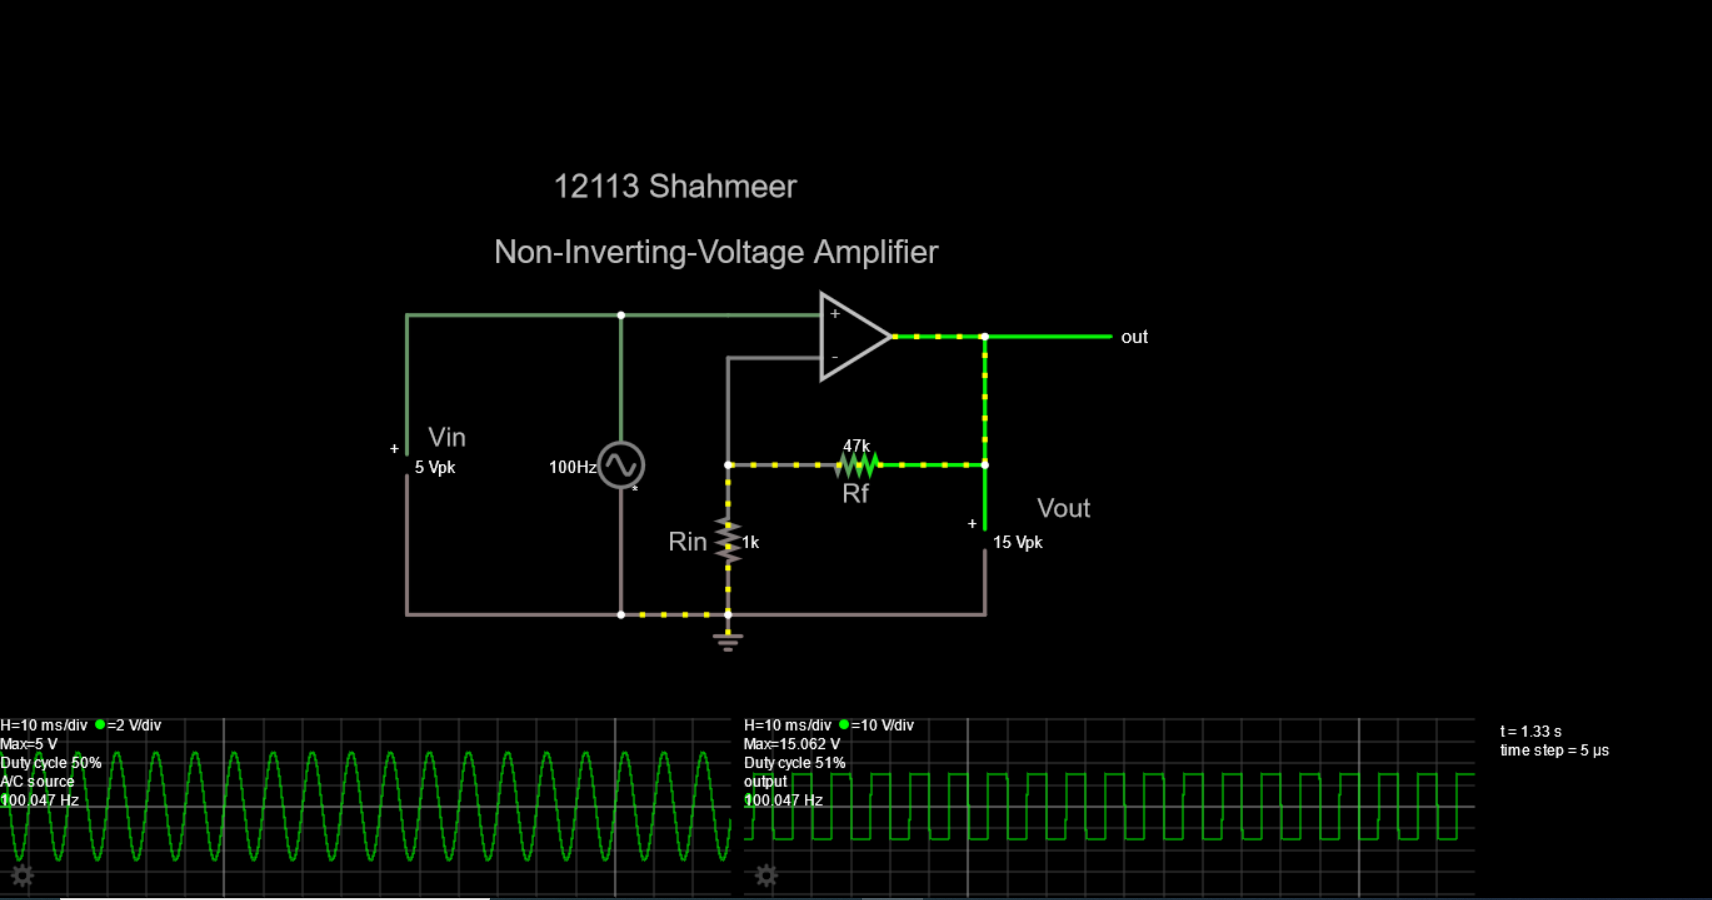 12113 Shahmeer
Non-Inverting-Voltage Amplifier
+
-
out
+
Vin
5 Vpk
100Hz
*
47k
Rf
Rin
1k
+
Vout
15 Vpk
H=10 ms/div =2 V/div
Max=5 V
Duty cycle 50%
A/C source
100.047 Hz
H=10 ms/div =10 V/div
Max=15.062 V
Duty cycle 51%
output
100.047 Hz
t = 1.33 s
time step = 5 μs